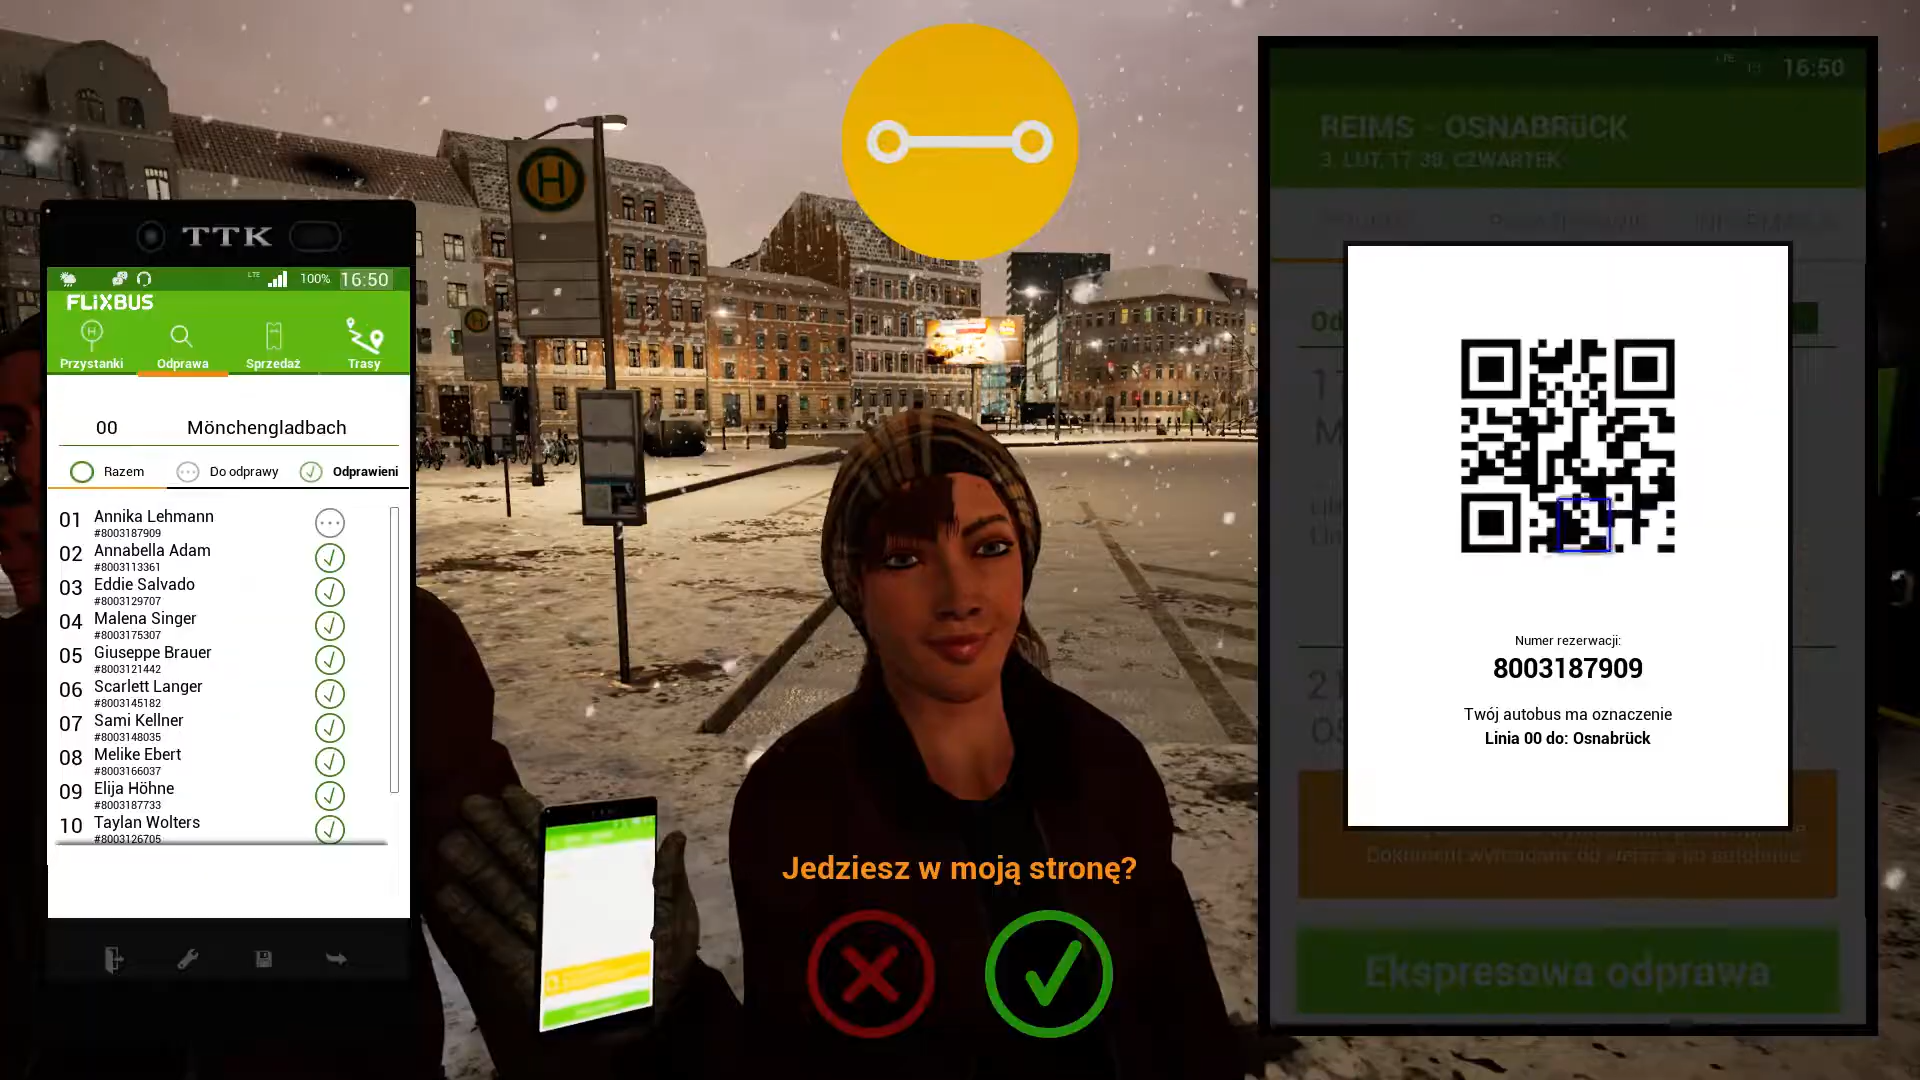 TTK
LTE 100% 16:50
FLiXBUS
Przystanki Odprawa Sprzedaż Trasy
00 Mönchengladbach
Razem Do odprawy Odprawieni
01 Annika Lehmann
#8003187909
02 Annabella Adam
#8003113361
03 Eddie Salvado
#8003129707
04 Malena Singer
#8003175307
05 Giuseppe Brauer
#8003121442
06 Scarlett Langer
#8003145182
07 Sami Kellner
#8003148035
08 Melike Ebert
#8003166037
09 Elija Höhne
#8003187733
10 Taylan Wolters
#8003126705
H
H
Jedziesz w moją stronę?
LTE 16:50
REIMS - OSNABRÜCK
3. LUT, 17:38, CZWARTEK
Numer rezerwacji:
8003187909
Twój autobus ma oznaczenie
Linia 00 do: Osnabrück
Ekspresowa odprawa